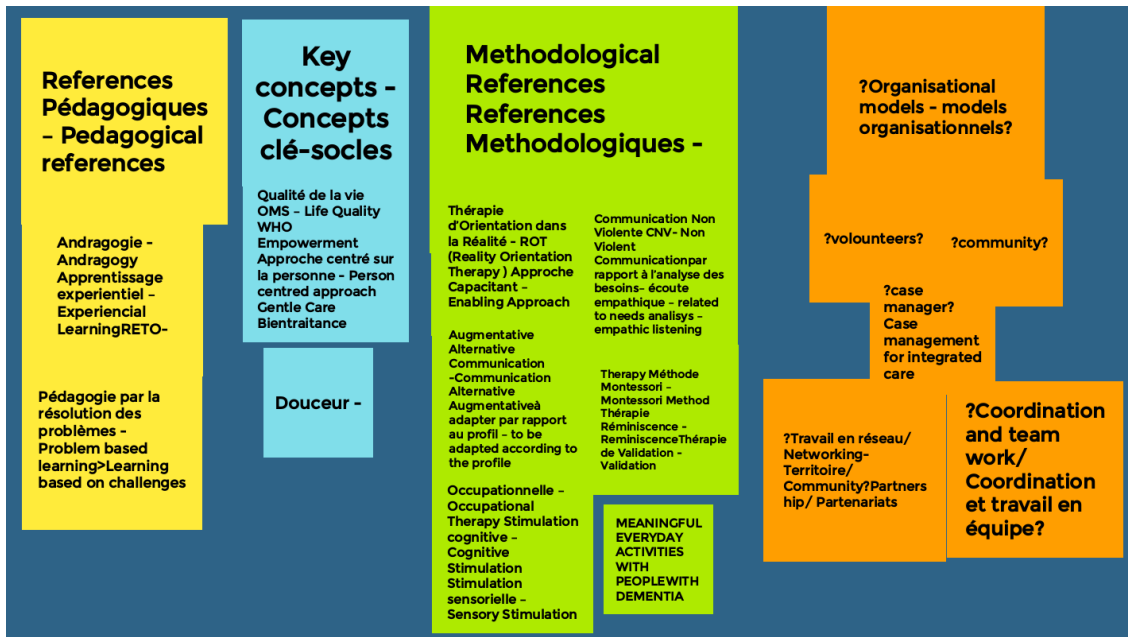 References
Pédagogiques
– Pedagogical
references
Andragogie -
Andragogy
Apprentissage
experientiel –
Experiencial
LearningRETO-
Pédagogie par la
résolution des
problèmes -
Problem based
learning>Learning
based on challenges
Key
concepts -
Concepts
clé-socles
Qualité de la vie
OMS – Life Quality
WHO
Empowerment
Approche centré sur
la personne - Person
centred approach
Gentle Care
Bientraitance
Douceur -
Methodological
References
References
Methodologiques -
Thérapie
d'Orientation dans
la Réalité - ROT
(Reality Orientation
Therapy ) Approche
Capacitant –
Enabling Approach
Augmentative
Alternative
Communication
-Communication
Alternative
Augmentativeà
adapter par rapport
au profil – to be
adapted according to
the profile
Occupationnelle –
Occupational
Therapy Stimulation
cognitive –
Cognitive
Stimulation
Stimulation
sensorielle –
Sensory Stimulation
Communication Non
Violente CNV- Non
Violent
Communicationpar
rapport à l'analyse des
besoins– écoute
empathique – related
to needs analisys –
empathic listening
Therapy Méthode
Montessori –
Montessori Method
Thérapie
Réminiscence -
ReminiscenceThérapie
de Validation -
Validation
MEANINGFUL
EVERYDAY
ACTIVITIES
WITH
PEOPLEWITH
DEMENTIA
?Organisational
models - models
organisationnels?
?volounteers?
?community?
?case
manager?
Case
management
for integrated
care
?Travail en réseau/
Networking-
Territoire/
Community?Partners
hip/ Partenariats
?Coordination
and team
work/
Coordination
et travail en
équipe?